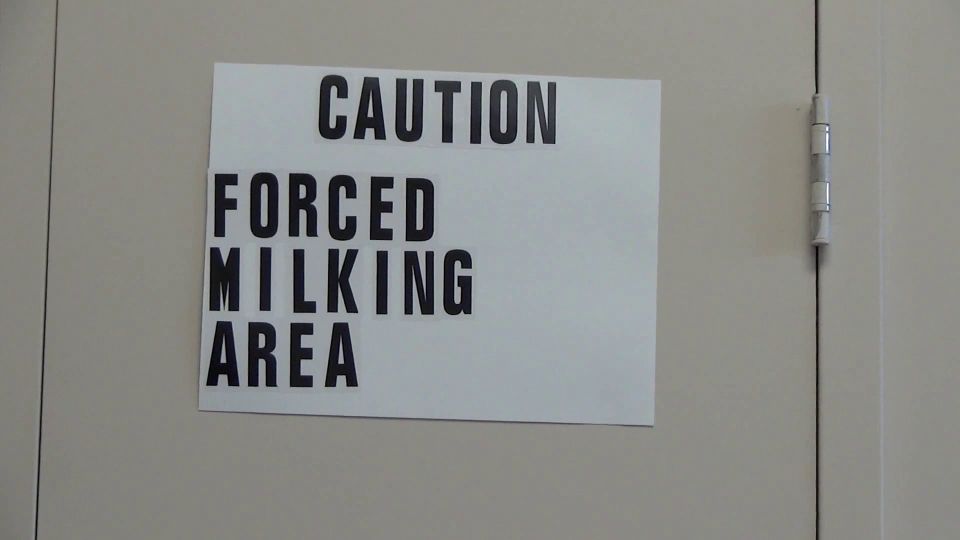 CAUTION
FORCED
MILKING
AREA